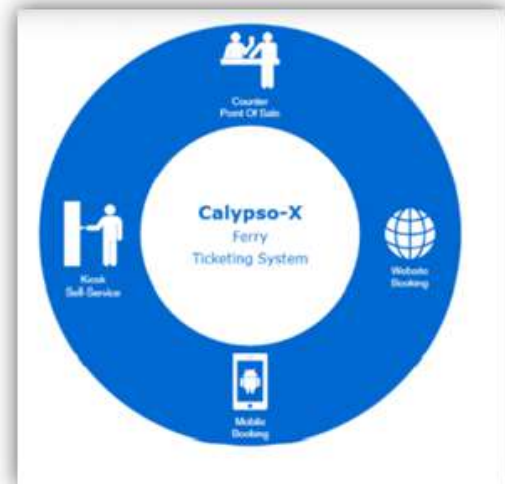 Counter
Point Of Sale
Calypso-X
Ferry
Ticketing System
Kiosk
Self-Service
Website
Booking
Mobile
Booking